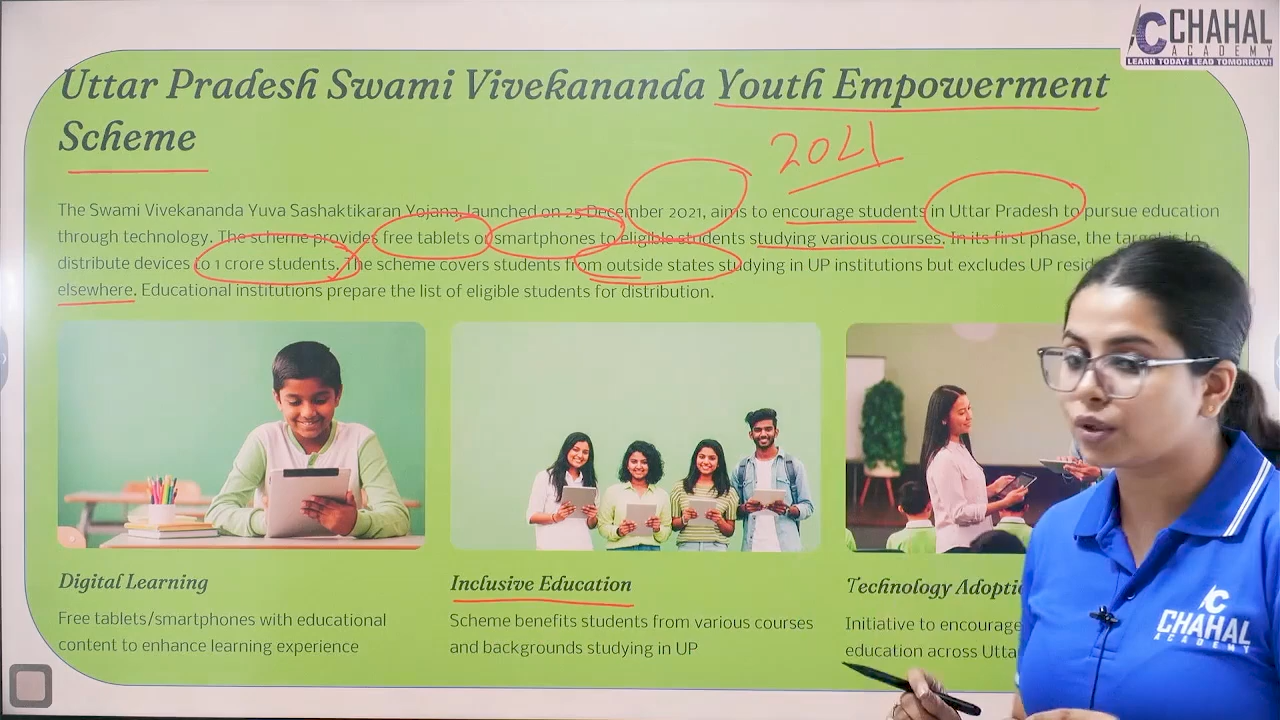 CHAHAL
ACADEMY
LEARN TODAY! LEAD TOMORROW!
Uttar Pradesh Swami Vivekananda Youth Empowerment
Scheme
2021
The Swami Vivekananda Yuva Sashaktikaran Yojana, launched on 25 December 2021, aims to encourage students in Uttar Pradesh to pursue education
through technology. The scheme provides free tablets or smartphones to eligible students studying various courses. In its first phase, the target is to
distribute devices to 1 crore students. The scheme covers students from outside states studying in UP institutions but excludes UP
elsewhere. Educational institutions prepare the list of eligible students for distribution.
Digital Learning
Free tablets/smartphones with educational
content to enhance learning experience
Inclusive Education
Scheme benefits students from various courses
and backgrounds studying in UP
Technology
Initiative to encourage
education across
CHAHAL
ACADEMY